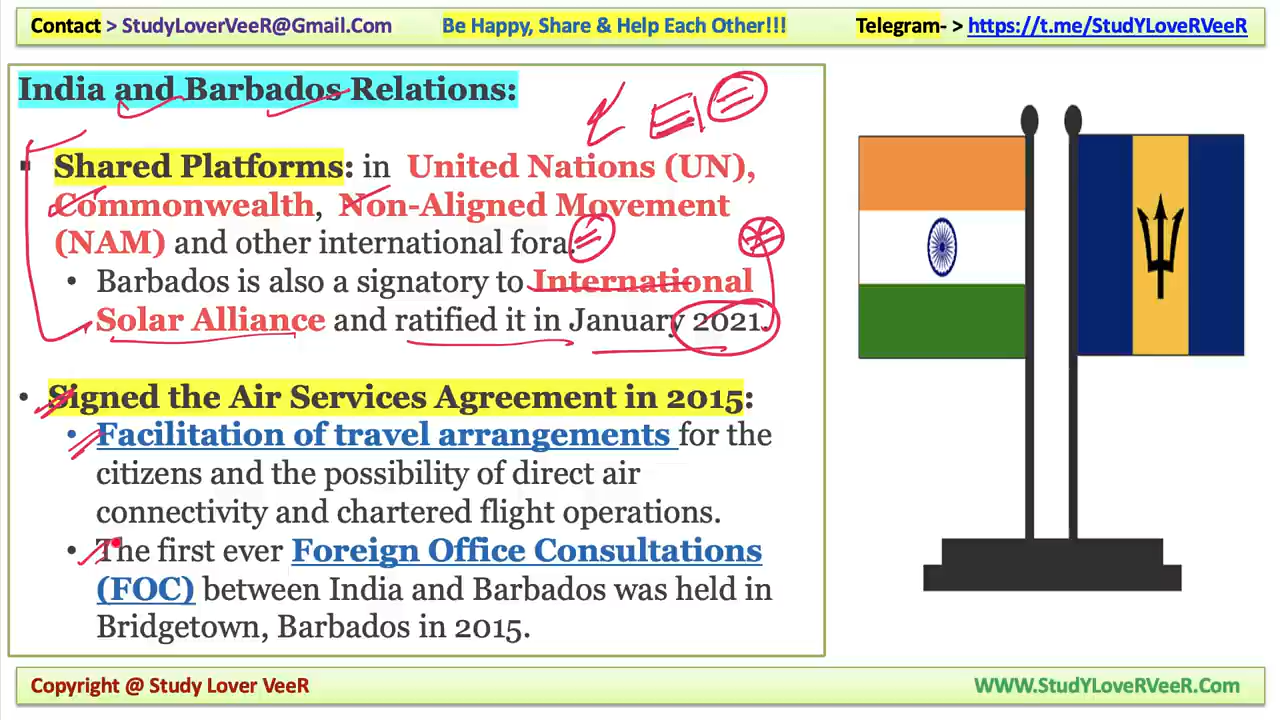 Contact > StudyLoverVeeR@Gmail.Com Be Happy, Share & Help Each Other!!! Telegram- > https://t.me/StudYLoveRVeeR
India and Barbados Relations:
▪ Shared Platforms: in United Nations (UN),
Commonwealth, Non-Aligned Movement
(NAM) and other international fora.
• Barbados is also a signatory to International
Solar Alliance and ratified it in January 2021.
• Signed the Air Services Agreement in 2015:
• Facilitation of travel arrangements for the
citizens and the possibility of direct air
connectivity and chartered flight operations.
• The first ever Foreign Office Consultations
(FOC) between India and Barbados was held in
Bridgetown, Barbados in 2015.
Copyright @ Study Lover VeeR WWW.StudYLoveRVeeR.Com